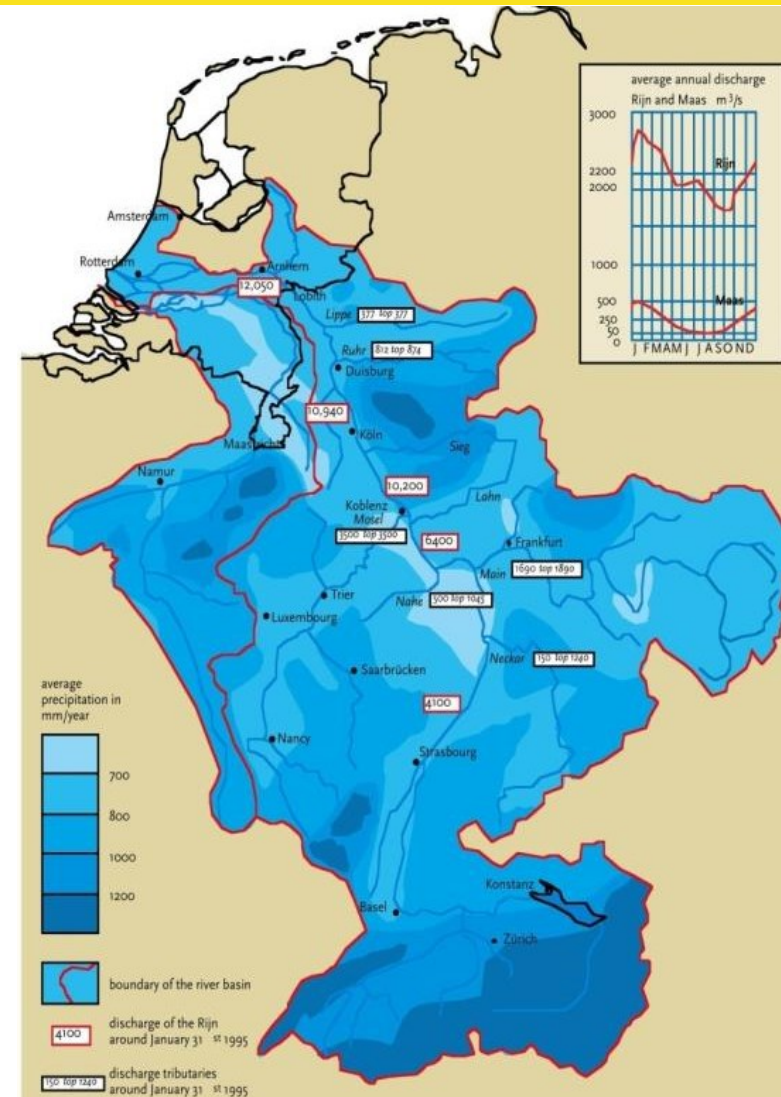 average annual discharge
Rijn and Maas m³/s
3000
2200
2000
1000
500
250
50
0
Rijn
Maas
J FMAMJ J ASOND
Amsterdam
Rotterdam
Arnhem
12,050
Lobith
Lippe 377 top 377
Ruhr 812 top 874
Duisburg
10,940
Köln
Maastricht
Sieg
Namur
10,200
Lahn
Koblenz
Mosel
3500 top 3500
6400
Frankfurt
Main 1690 top 1890
Trier
Nahe 500 top 1045
Luxembourg
Neckar 150 top 1240
Saarbrücken
4100
Nancy
Strasbourg
Konstanz
Basel
Zürich
average
precipitation in
mm/year
700
800
1000
1200
boundary of the river basin
4100
discharge of the Rijn
around January 31 st 1995
150 top 1240
discharge tributaries
around January 31 st 1995